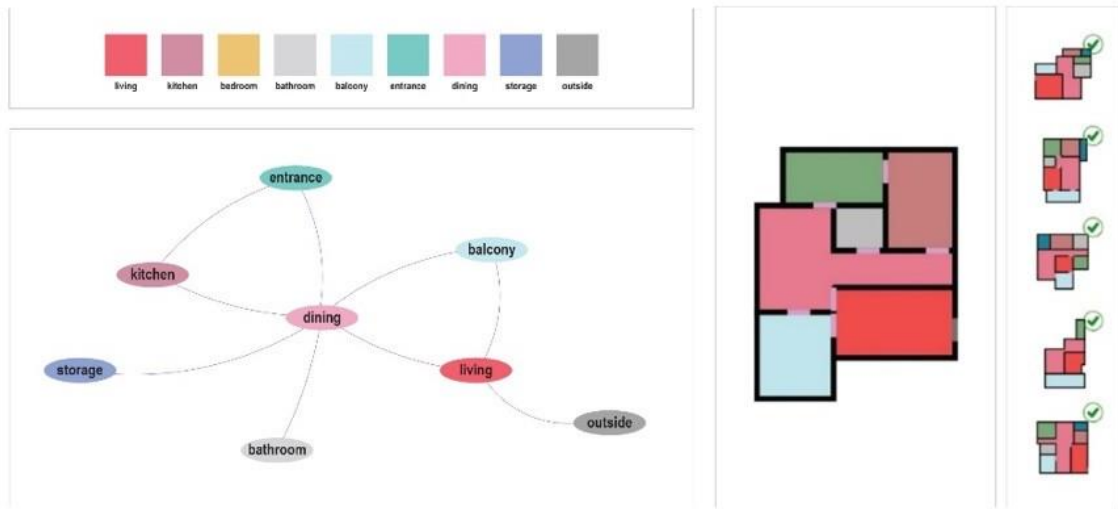 living kitchen bedroom bathroom balcony entrance dining storage outside
entrance
balcony
kitchen
dining
storage
living
outside
bathroom